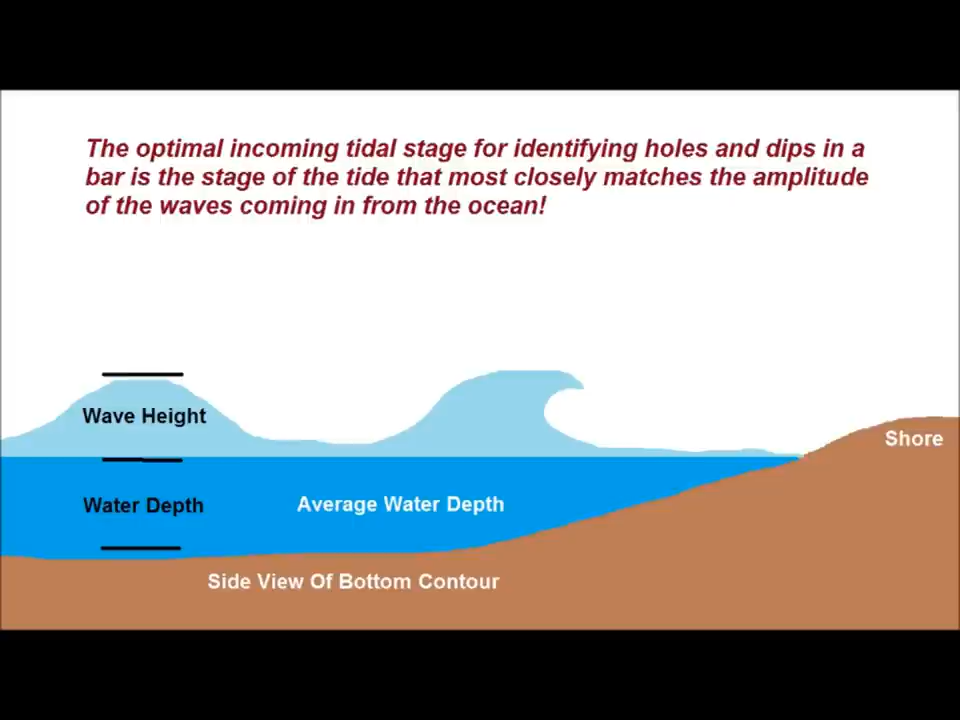 The optimal incoming tidal stage for identifying holes and dips in a
bar is the stage of the tide that most closely matches the amplitude
of the waves coming in from the ocean!
Wave Height
Shore
Water Depth
Average Water Depth
Side View Of Bottom Contour